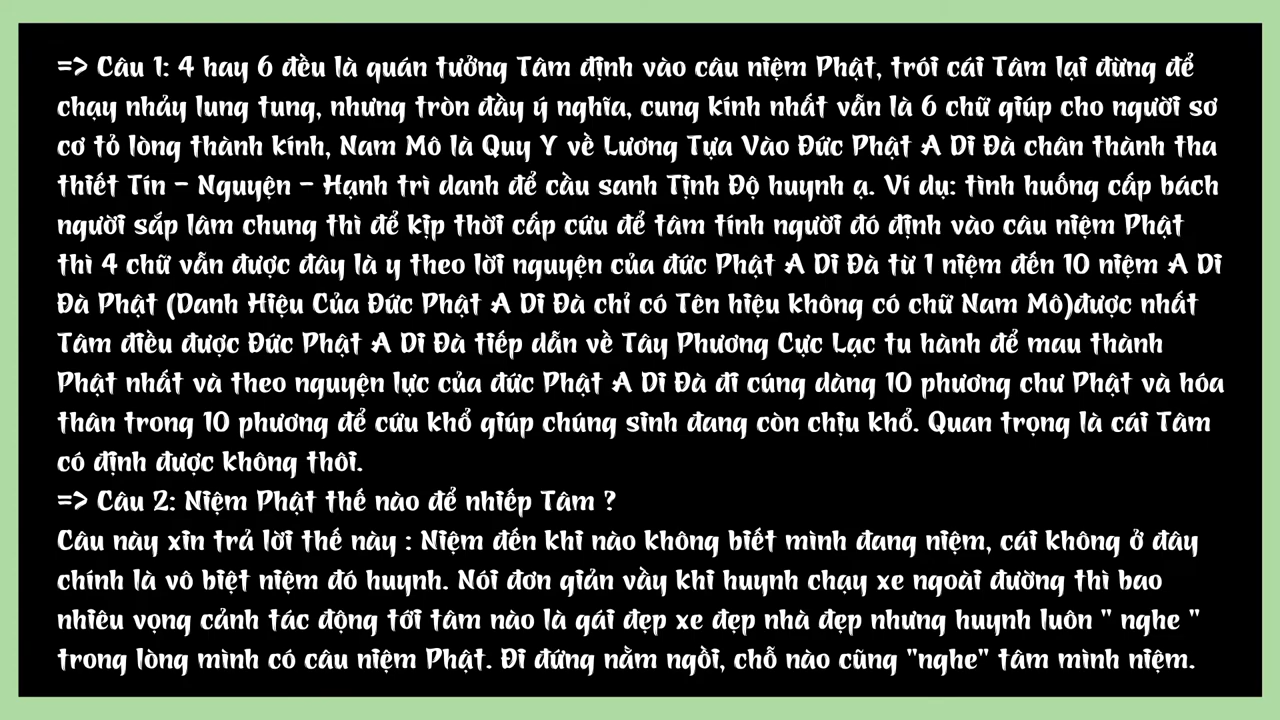 => Câu 1: 4 hay 6 đều là quán tưởng Tâm định vào câu niệm Phật, trói cái Tâm lại đừng để
chạy nhảy lung tung, nhưng tròn đầy ý nghĩa, cung kính nhất vẫn là 6 chữ giúp cho người sơ
cơ tỏ lòng thành kính, Nam Mô là Quy Y về Lương Tựa Vào Đức Phật A Di Đà chân thành tha
thiết Tín – Nguyện – Hạnh trì danh để cầu sanh Tịnh Độ huynh ạ. Ví dụ: tình huống cấp bách
người sắp lâm chung thì để kịp thời cấp cứu để tâm tính người đó định vào câu niệm Phật
thì 4 chữ vẫn được đây là y theo lời nguyện của đức Phật A Di Đà từ 1 niệm đến 10 niệm A Di
Đà Phật (Danh Hiệu Của Đức Phật A Di Đà chỉ có Tên hiệu không có chữ Nam Mô)được nhất
Tâm điều được Đức Phật A Di Đà tiếp dẫn về Tây Phương Cực Lạc tu hành để mau thành
Phật nhất và theo nguyện lực của đức Phật A Di Đà đi cúng dàng 10 phương chư Phật và hóa
thân trong 10 phương để cứu khổ giúp chúng sinh đang còn chịu khổ. Quan trọng là cái Tâm
có định được không thôi.
=> Câu 2: Niệm Phật thế nào để nhiếp Tâm ?
Câu này xin trả lời thế này : Niệm đến khi nào không biết mình đang niệm, cái không ở đây
chính là vô biệt niệm đó huynh. Nói đơn giản vầy khi huynh chạy xe ngoài đường thì bao
nhiêu vọng cảnh tác động tới tâm nào là gái đẹp xe đẹp nhà đẹp nhưng huynh luôn " nghe "
trong lòng mình có câu niệm Phật. Đi đứng nằm ngồi, chỗ nào cũng "nghe" tâm mình niệm.